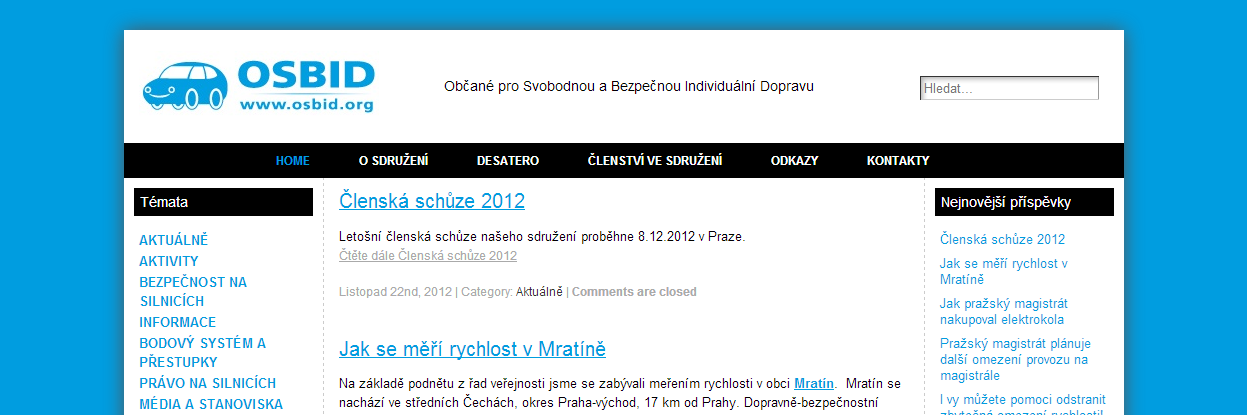 OSBID
www.osbid.org
Občané pro Svobodnou a Bezpečnou Individuální Dopravu
Hledat...
HOME
O SDRUŽENÍ
DESATERO
ČLENSTVÍ VE SDRUŽENÍ
ODKAZY
KONTAKTY
Témata
AKTUÁLNĚ
AKTIVITY
BEZPEČNOST NA
SILNICÍCH
INFORMACE
BODOVÝ SYSTÉM A
PŘESTUPKY
PRÁVO NA SILNICÍCH
MÉDIA A STANOVISKA
Členská schůze 2012
Letošní členská schůze našeho sdružení proběhne 8.12.2012 v Praze.
Čtěte dále Členská schůze 2012
Listopad 22nd, 2012 | Category: Aktuálně | Comments are closed
Jak se měří rychlost v Mratíně
Na základě podnětu z řad veřejnosti jsme se zabývali meřením rychlosti v obci Mratín. Mratín se
nachází ve středních Čechách, okres Praha-východ, 17 km od Prahy. Dopravně-bezpečnostní
Nejnovější příspěvky
Členská schůze 2012
Jak se měří rychlost v
Mratíně
Jak pražský magistrát
nakupoval elektrokola
Pražský magistrát plánuje
další omezení provozu na
magistrále
I vy můžete pomoci odstranit
zbytečná omezení rychlosti!